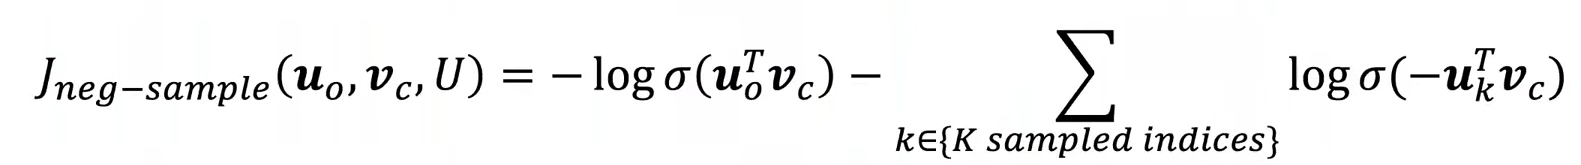 J_{neg-sample}(u_o, v_c, U) = − log σ(u_o^T v_c) − ∑_{k∈{K sampled indices}} log σ(−u_k^T v_c)